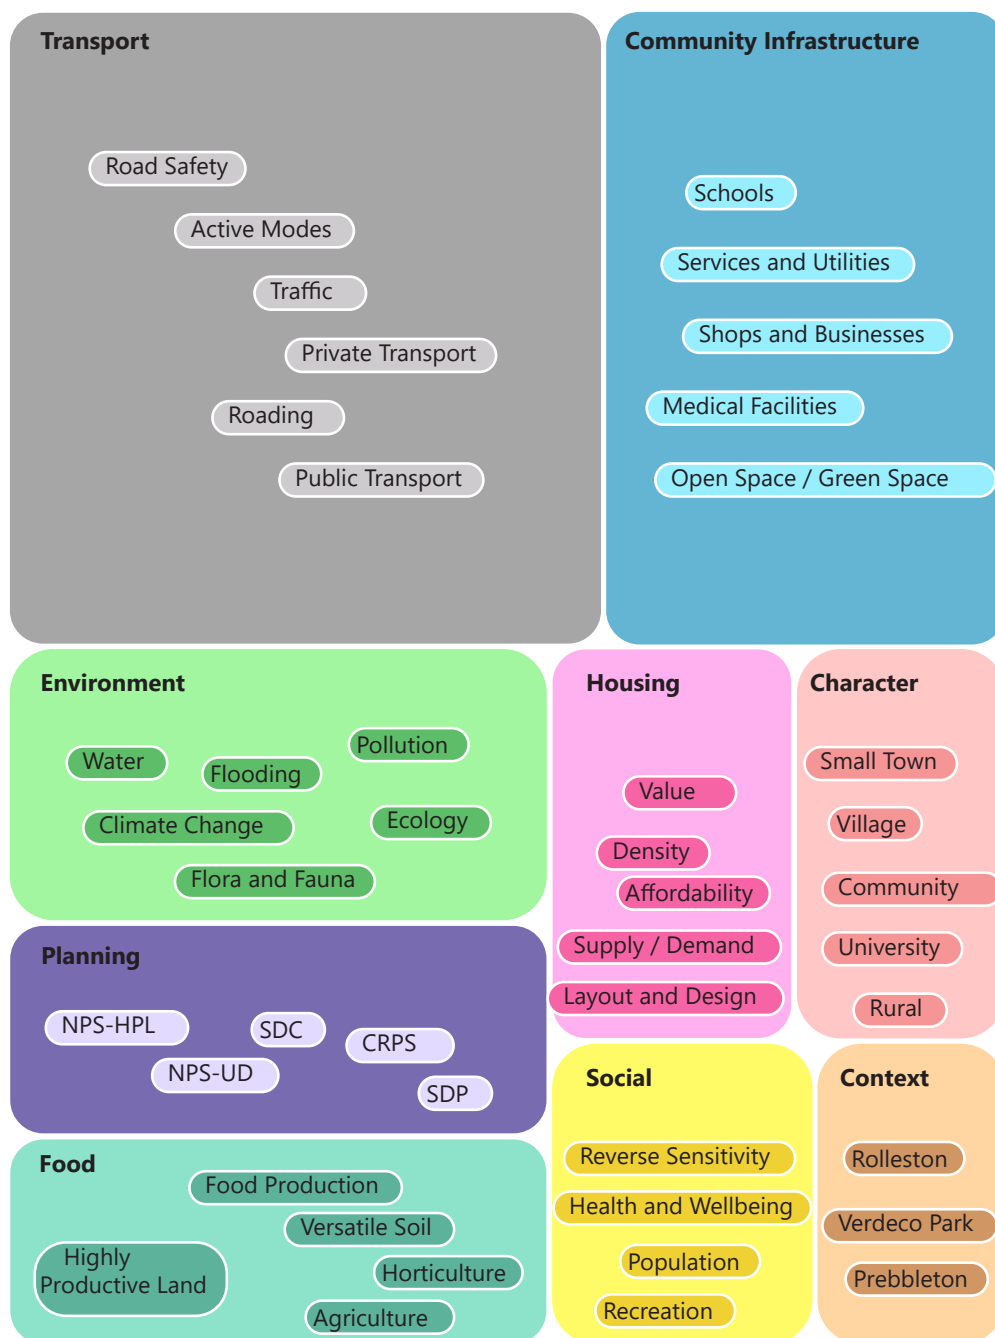 Transport
Road Safety
Active Modes
Traffic
Private Transport
Roading
Public Transport
Community Infrastructure
Schools
Services and Utilities
Shops and Businesses
Medical Facilities
Open Space / Green Space
Environment
Water
Flooding
Pollution
Climate Change
Ecology
Flora and Fauna
Housing
Value
Density
Affordability
Supply / Demand
Layout and Design
Character
Small Town
Village
Community
University
Rural
Planning
NPS-HPL
SDC
CRPS
NPS-UD
SDP
Food
Food Production
Versatile Soil
Highly
Productive Land
Horticulture
Agriculture
Social
Reverse Sensitivity
Health and Wellbeing
Population
Recreation
Context
Rolleston
Verdeco Park
Prebbleton